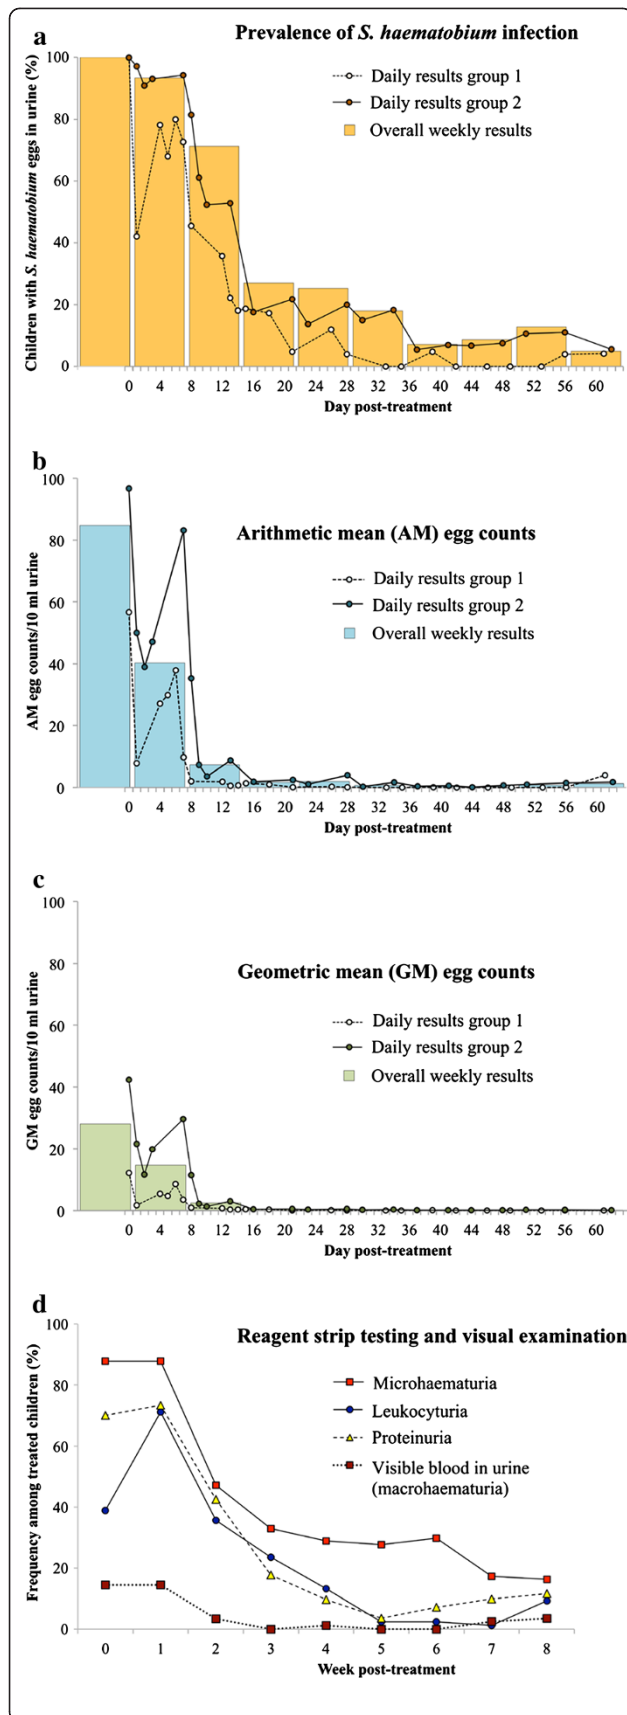 a
Prevalence of S. haematobium infection
Children with S. haematobium eggs in urine (%)
100
80
60
40
20
0
Daily results group 1
Daily results group 2
Overall weekly results
0 4 8 12 16 20 24 28 32 36 40 44 48 52 56 60
Day post-treatment
b
Arithmetic mean (AM) egg counts
AM egg counts/10 ml urine
100
80
60
40
20
0
Daily results group 1
Daily results group 2
Overall weekly results
0 4 8 12 16 20 24 28 32 36 40 44 48 52 56 60
Day post-treatment
c
Geometric mean (GM) egg counts
GM egg counts/10 ml urine
100
80
60
40
20
0
Daily results group 1
Daily results group 2
Overall weekly results
0 4 8 12 16 20 24 28 32 36 40 44 48 52 56 60
Day post-treatment
d
Reagent strip testing and visual examination
Frequency among treated children (%)
100
80
60
40
20
0
Microhaematuria
Leukocyturia
Proteinuria
Visible blood in urine
(macrohaematuria)
0 1 2 3 4 5 6 7 8
Week post-treatment